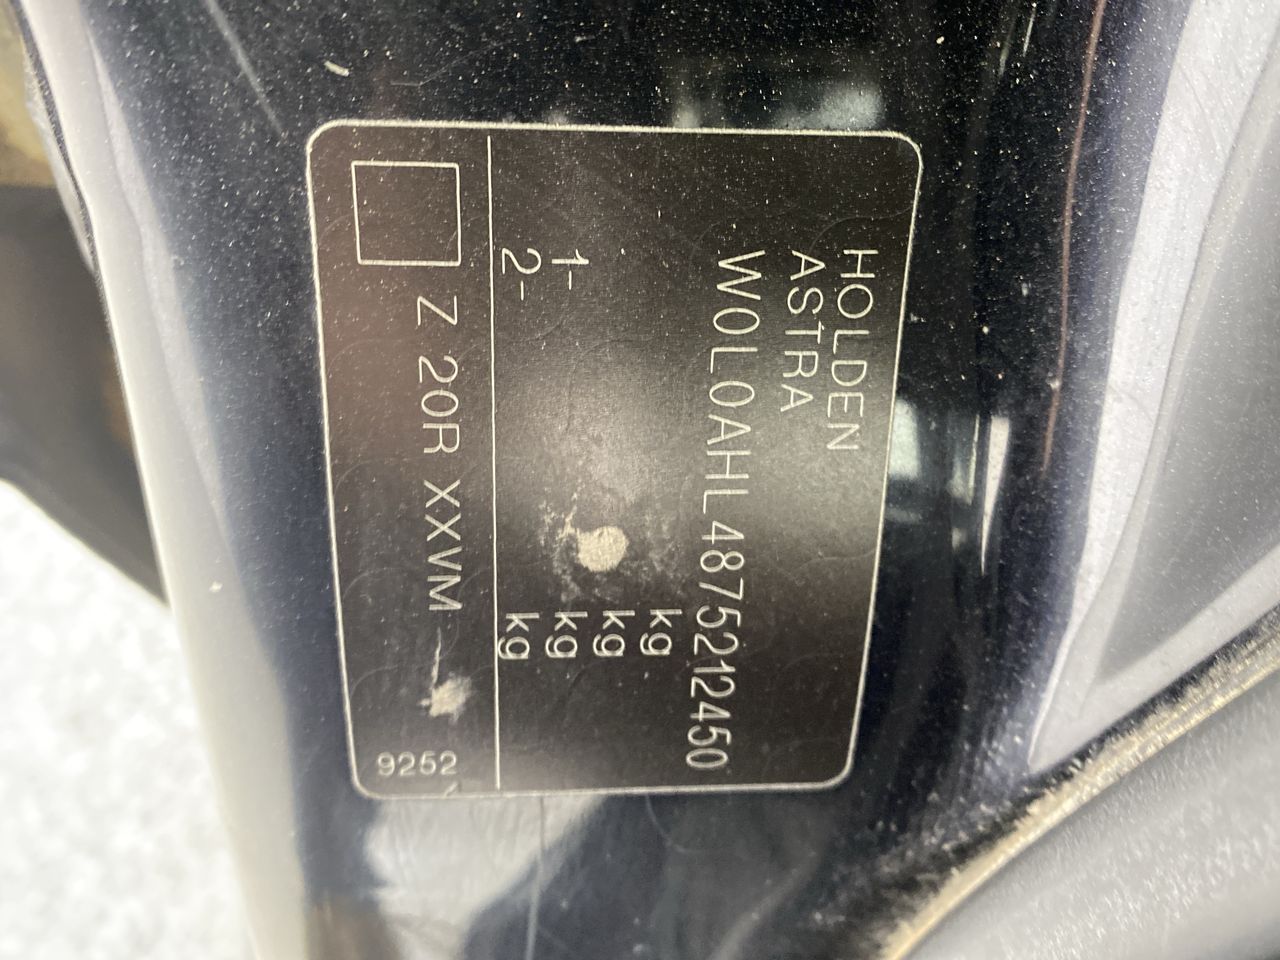 HOLDEN
ASTRA
W0L0AHL4875212450
kg
kg
1- kg
2- kg
Z 20R XXVM
9252